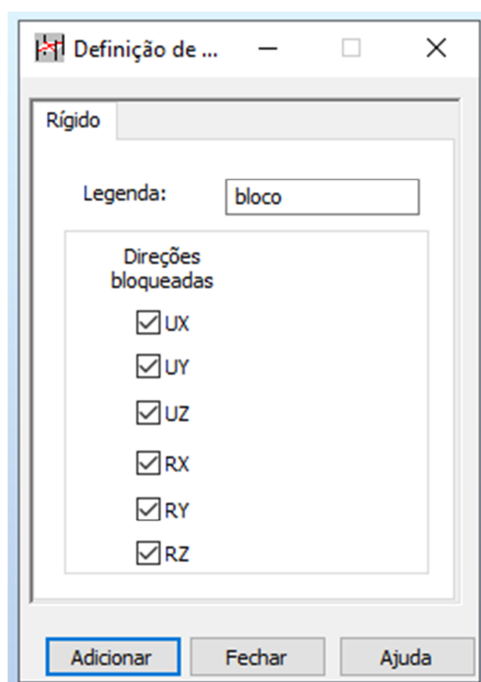 Definição de ...
Rígido
Legenda: bloco
Direções
bloqueadas
UX
UY
UZ
RX
RY
RZ
Adicionar Fechar Ajuda